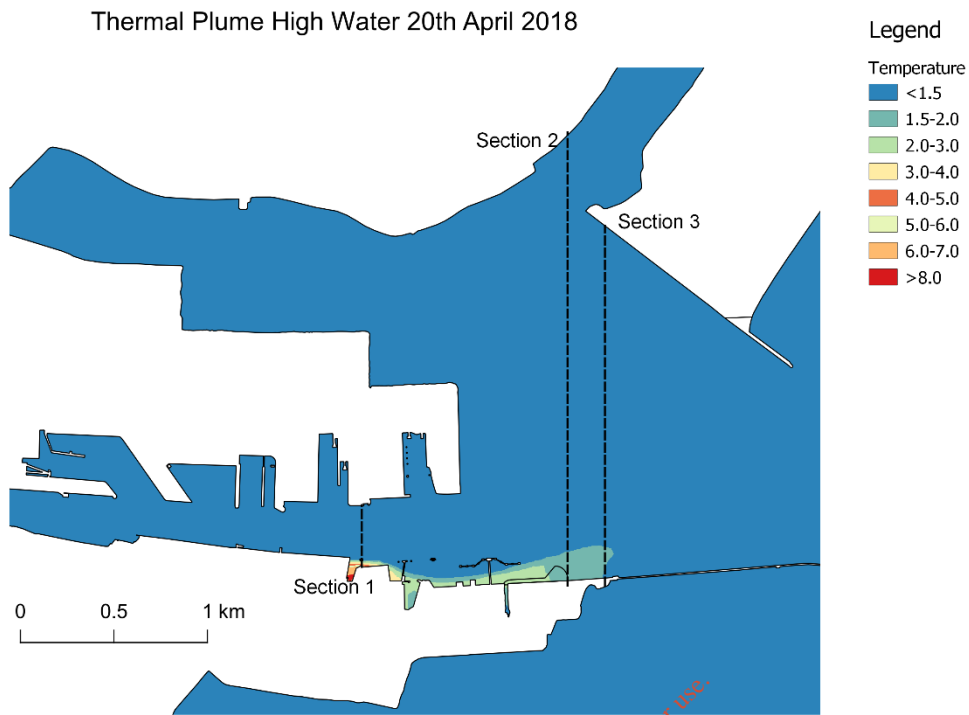 Thermal Plume High Water 20th April 2018
Legend
Temperature
<1.5
1.5-2.0
2.0-3.0
3.0-4.0
4.0-5.0
5.0-6.0
6.0-7.0
>8.0
Section 2
Section 3
Section 1
0 0.5 1 km
use.